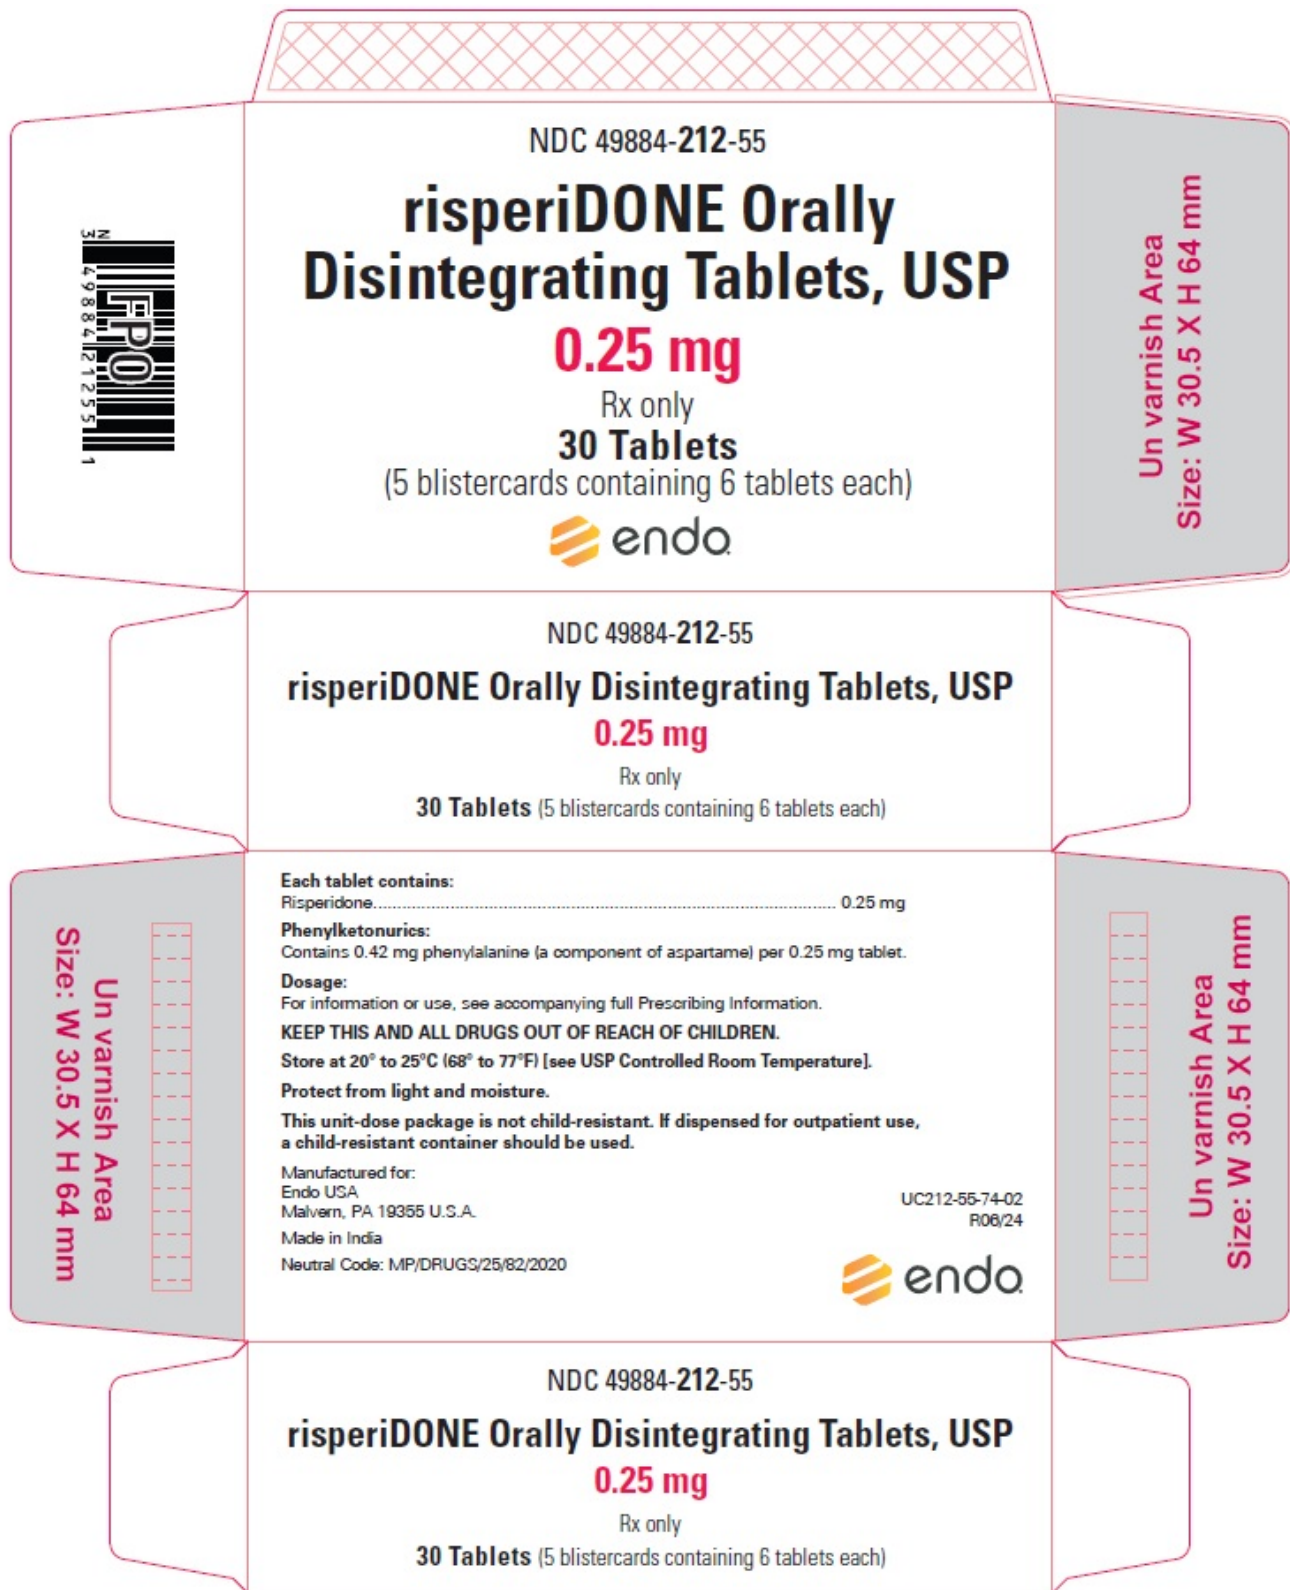 NDC 49884-212-55
risperiDONE Orally
Disintegrating Tablets, USP
0.25 mg
Rx only
30 Tablets
(5 blistercards containing 6 tablets each)
endo
N
3 49884 21255 1
FPO
Un varnish Area
Size: W 30.5 X H 64 mm
NDC 49884-212-55
risperiDONE Orally Disintegrating Tablets, USP
0.25 mg
Rx only
30 Tablets (5 blistercards containing 6 tablets each)
Un varnish Area
Size: W 30.5 X H 64 mm
Each tablet contains:
Risperidone................................................................................................ 0.25 mg
Phenylketonurics:
Contains 0.42 mg phenylalanine (a component of aspartame) per 0.25 mg tablet.
Dosage:
For information or use, see accompanying full Prescribing Information.
KEEP THIS AND ALL DRUGS OUT OF REACH OF CHILDREN.
Store at 20° to 25°C (68° to 77°F) [see USP Controlled Room Temperature].
Protect from light and moisture.
This unit-dose package is not child-resistant. If dispensed for outpatient use,
a child-resistant container should be used.
Manufactured for:
Endo USA
Malvern, PA 19355 U.S.A.
Made in India
Neutral Code: MP/DRUGS/25/82/2020
UC212-55-74-02
R06/24
endo
Un varnish Area
Size: W 30.5 X H 64 mm
NDC 49884-212-55
risperiDONE Orally Disintegrating Tablets, USP
0.25 mg
Rx only
30 Tablets (5 blistercards containing 6 tablets each)